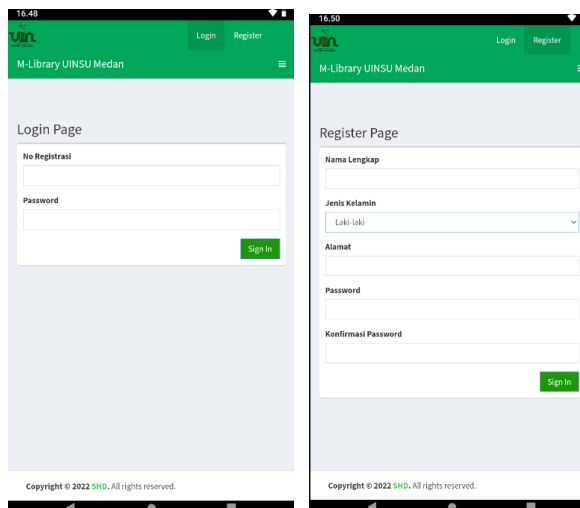 16.48
UIN
Login Register
M-Library UINSU Medan
Login Page
No Registrasi
Password
Sign In
Copyright © 2022 SHD. All rights reserved.
16.50
UIN
Login Register
M-Library UINSU Medan
Register Page
Nama Lengkap
Jenis Kelamin
Laki-laki
Alamat
Password
Konfirmasi Password
Sign In
Copyright © 2022 SHD. All rights reserved.